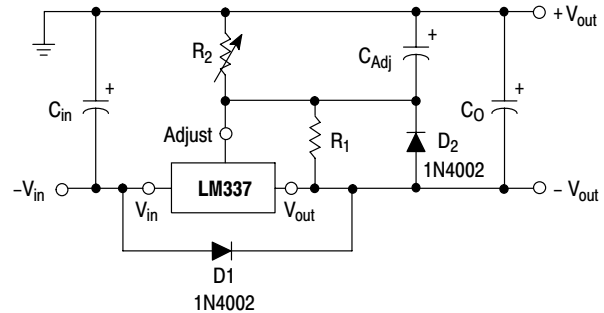 + Vout
R2
CAdj
+
+
Cin
+
CO
Adjust
R1
D2
1N4002
–Vin
Vin
LM337
Vout
– Vout
D1
1N4002